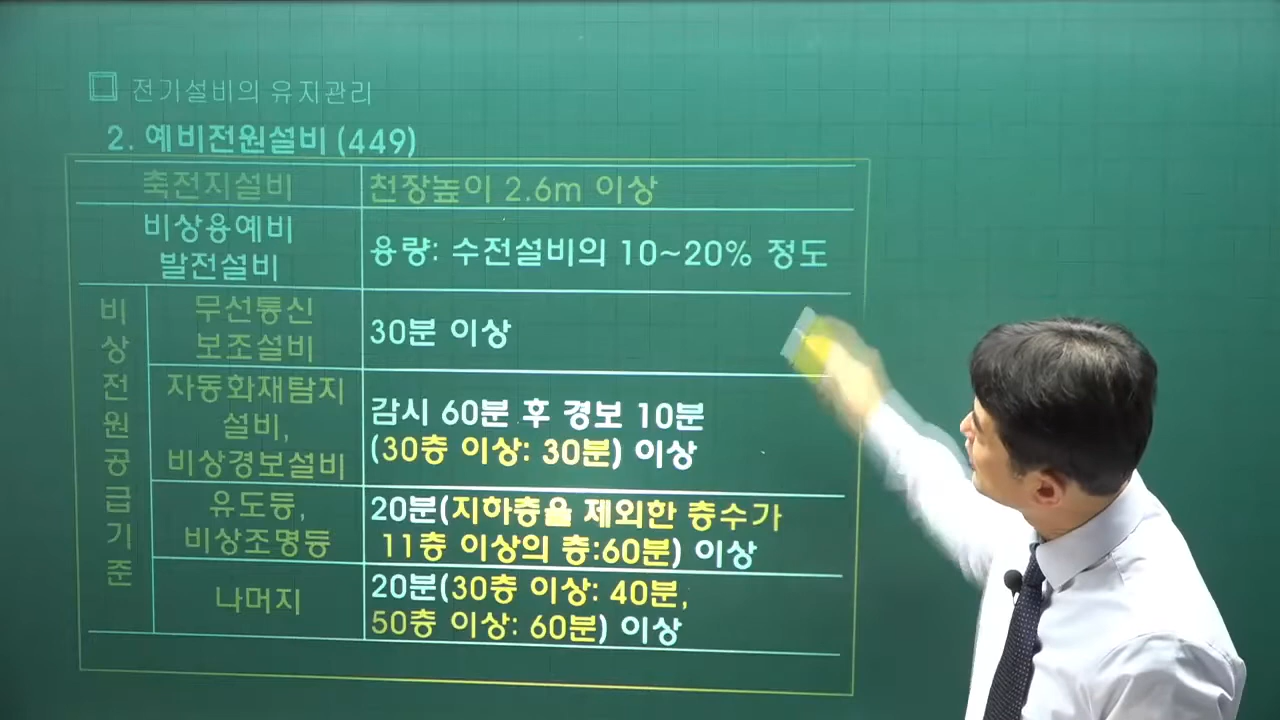 전기설비의 유지관리
2. 예비전원설비 (449)
축전지설비
천장높이 2.6m 이상
비상용예비
발전설비
용량: 수전설비의 10~20% 정도
비상전원공급기준
무선통신
보조설비
30분 이상
자동화재탐지
설비,
비상경보설비
감시 60분 후 경보 10분
(30층 이상: 30분) 이상
유도등,
비상조명등
20분(지하층을 제외한 층수가
11층 이상의 층:60분) 이상
나머지
20분(30층 이상: 40분,
50층 이상: 60분) 이상